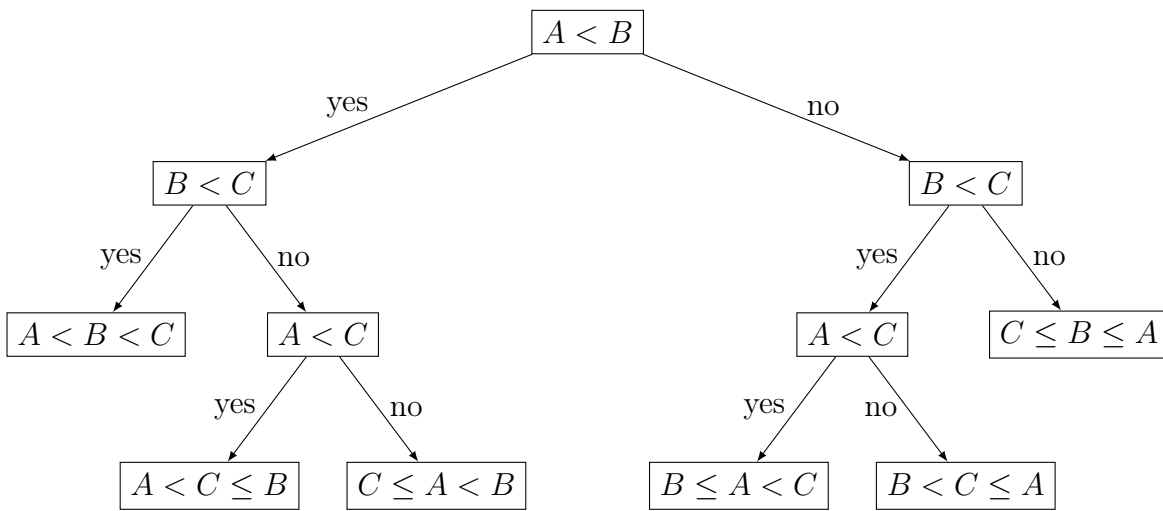 A < B
yes
no
B < C
B < C
yes
no
yes
no
A < B < C
A < C
A < C
C ≤ B ≤ A
yes
no
yes
no
A < C ≤ B
C ≤ A < B
B ≤ A < C
B < C ≤ A